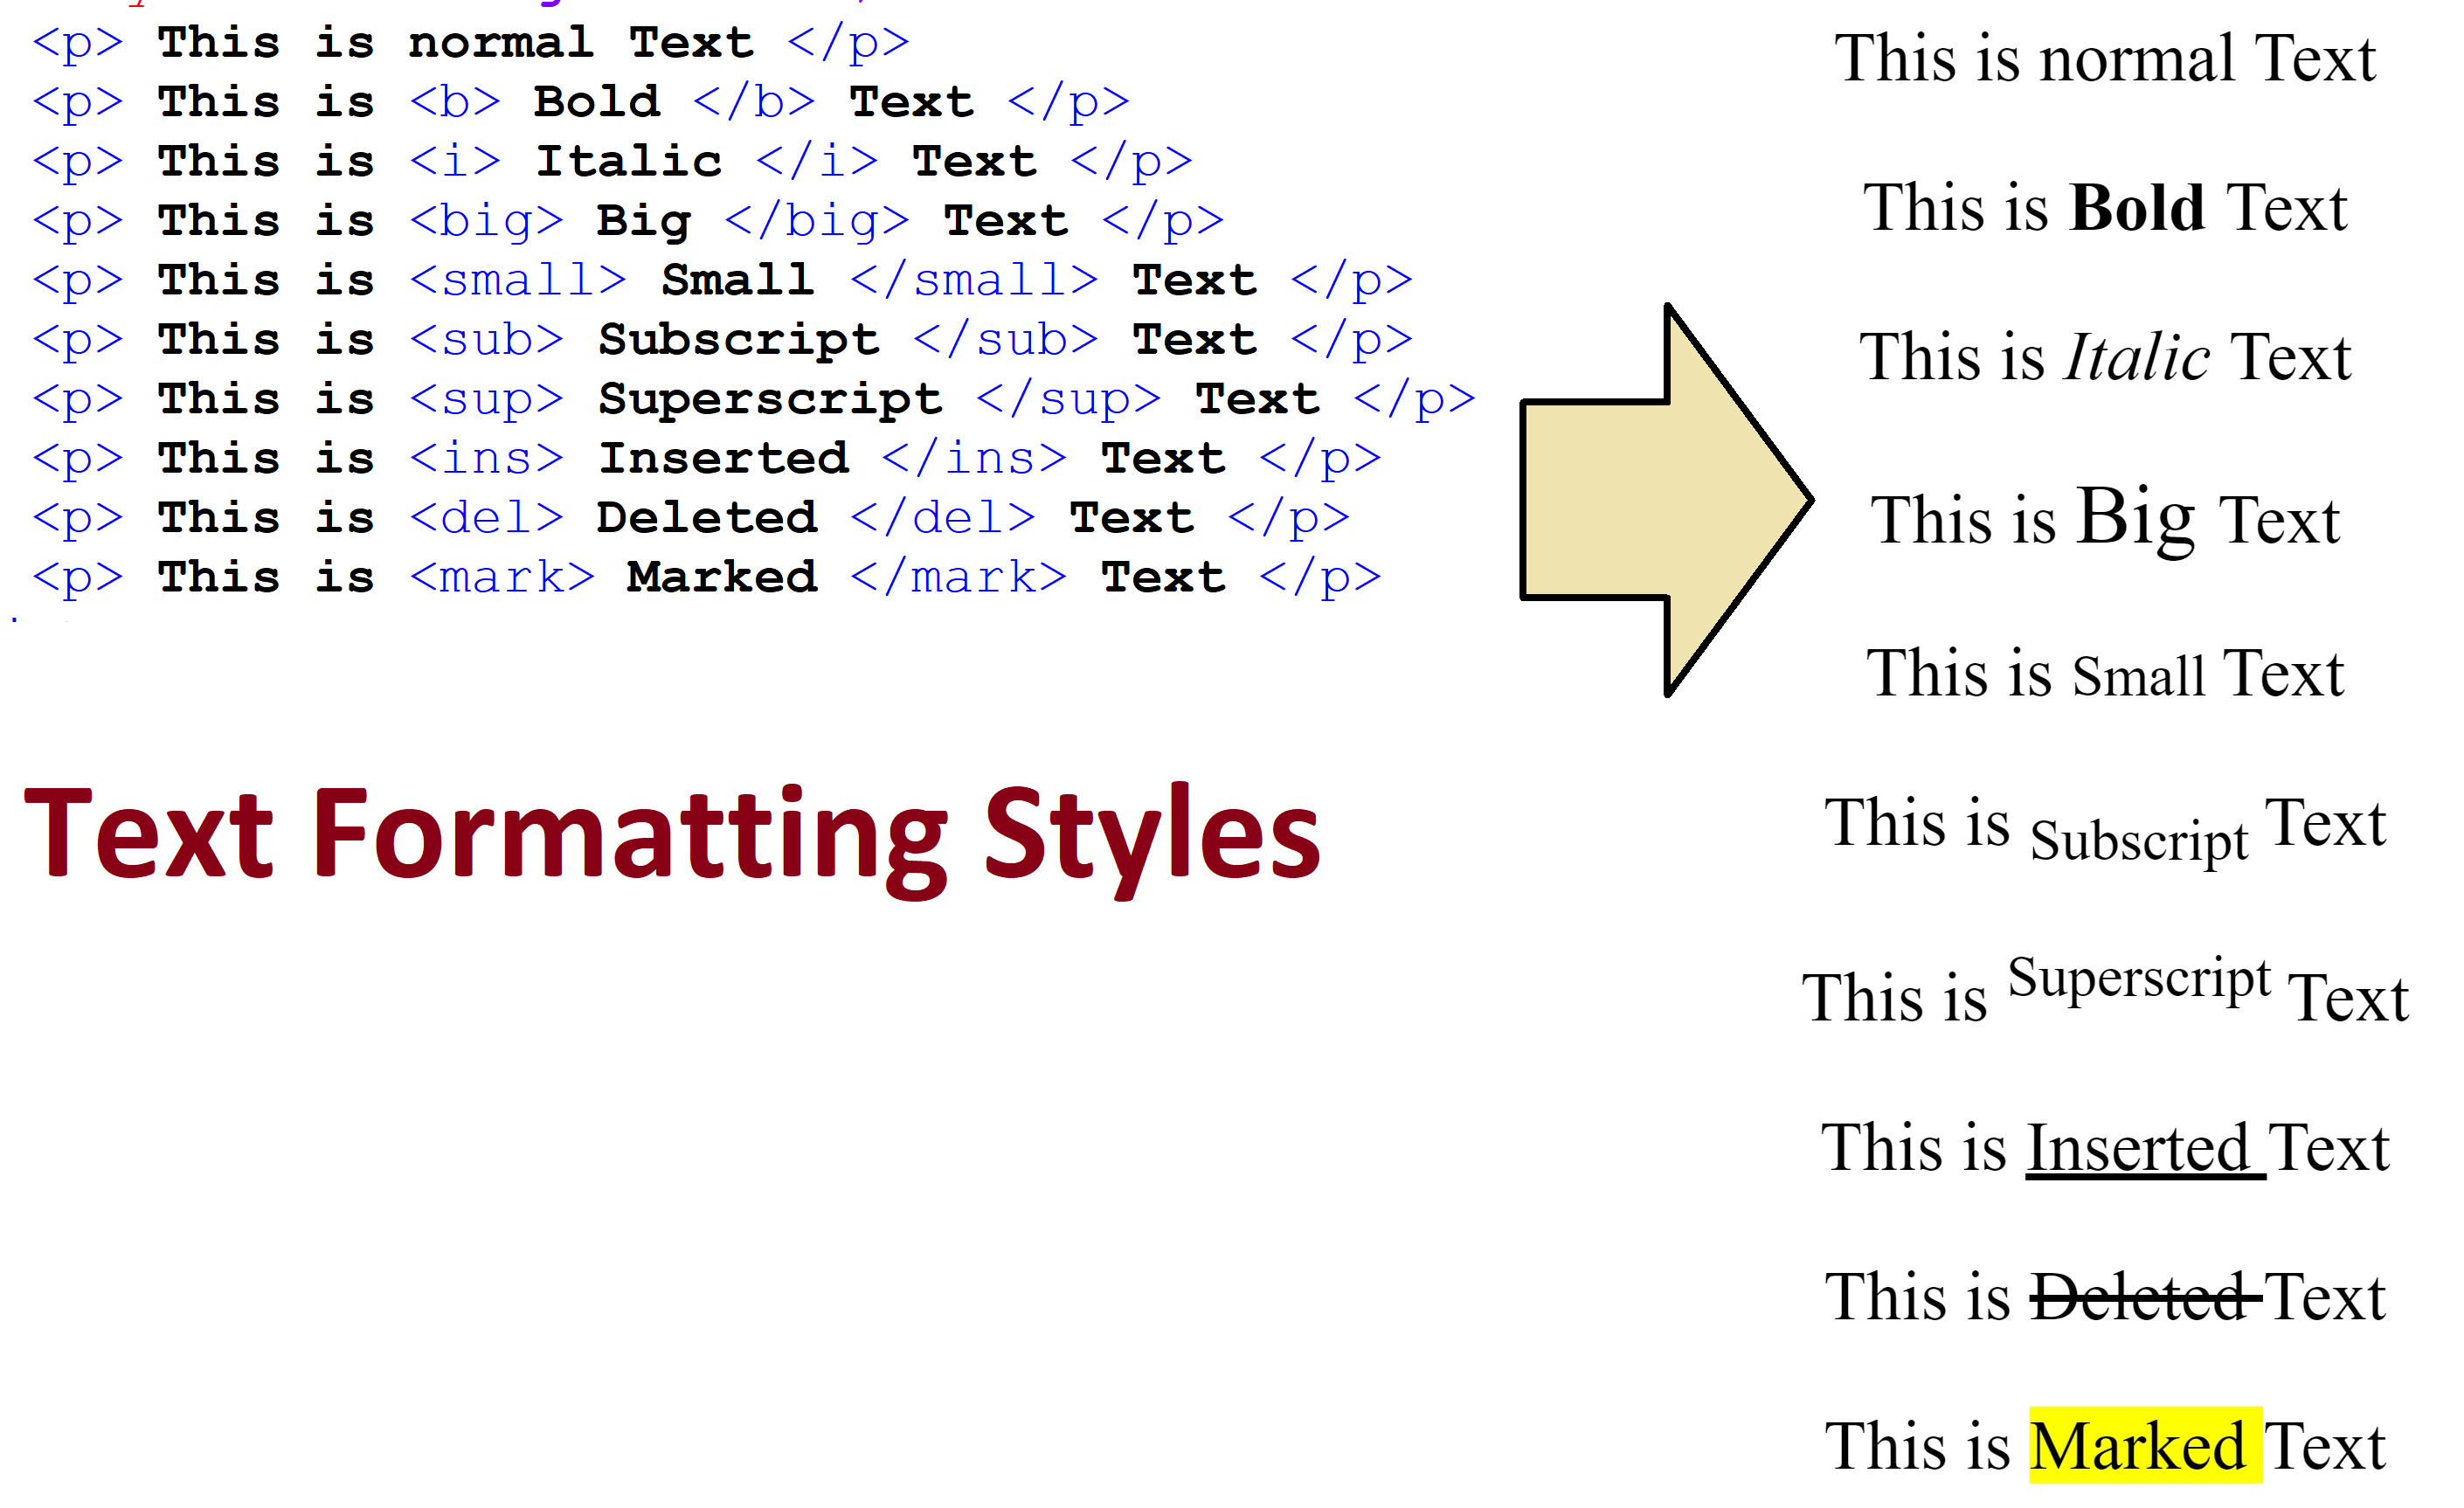 <p> This is normal Text </p>
<p> This is <b> Bold </b> Text </p>
<p> This is <i> Italic </i> Text </p>
<p> This is <big> Big </big> Text </p>
<p> This is <small> Small </small> Text </p>
<p> This is <sub> Subscript </sub> Text </p>
<p> This is <sup> Superscript </sup> Text </p>
<p> This is <ins> Inserted </ins> Text </p>
<p> This is <del> Deleted </del> Text </p>
<p> This is <mark> Marked </mark> Text </p>
Text Formatting Styles
This is normal Text
This is Bold Text
This is Italic Text
This is Big Text
This is Small Text
This is Subscript Text
This is Superscript Text
This is Inserted Text
This is Deleted Text
This is Marked Text